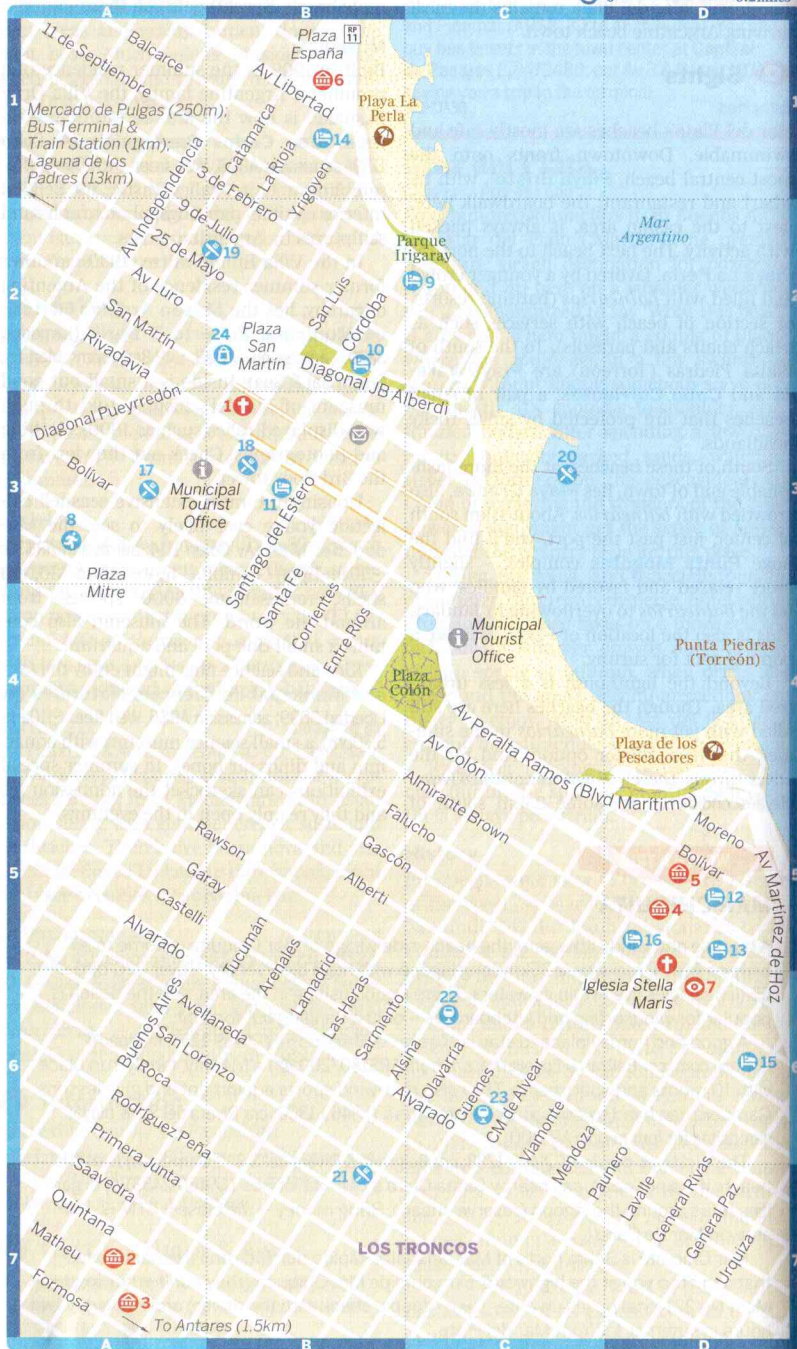 A
B
C
D
11 de Septiembre
Balcarce
Plaza
España
RP
11
6
Av Libertad
1
1
Playa La
Perla
Mercado de Pulgas (250m);
Bus Terminal &
Train Station (1km);
Laguna de los
Padres (13km)
Catamarca
La Rioja
14
3 de Febrero
Yrigoyen
Av Independencia
9 de Julio
25 de Mayo
19
Mar
Argentino
Parque
Irigaray
9
2
2
Av Luro
San Martín
Rivadavia
San Luis
Córdoba
24
Plaza
San
Martín
10
Diagonal JB Alberdi
Diagonal Pueyrredón
1
18
20
17
Bolívar
Municipal
Tourist
Office
11
3
3
8
Santiago del Estero
Plaza
Mitre
Santa Fe
Corrientes
Entre Ríos
Municipal
Tourist
Office
Punta Piedras
(Torreón)
4
4
Plaza
Colón
Av Peralta Ramos (Blvd Marítimo)
Playa de los
Pescadores
Av Colón
Almirante Brown
Falucho
Gascón
Alberti
Moreno
Bolívar
Av Martínez de Hoz
5
5
Rawson
Garay
Castelli
Alvarado
5
12
4
16
13
Iglesia Stella
Maris
7
Tucumán
Arenales
Lamadrid
Las Heras
Sarmiento
Alsina
Olavarría
Güemes
CM de Alvear
Viamonte
Mendoza
Paunero
Lavalle
General Rivas
General Paz
Urquiza
22
15
6
6
Buenos Aires
Avellaneda
San Lorenzo
Roca
Rodríguez Peña
Primera Junta
Saavedra
Quintana
Matheu
Formosa
Alvarado
23
21
2
LOS TRONCOS
7
7
3
To Antares (1.5km)
A
B
C
D